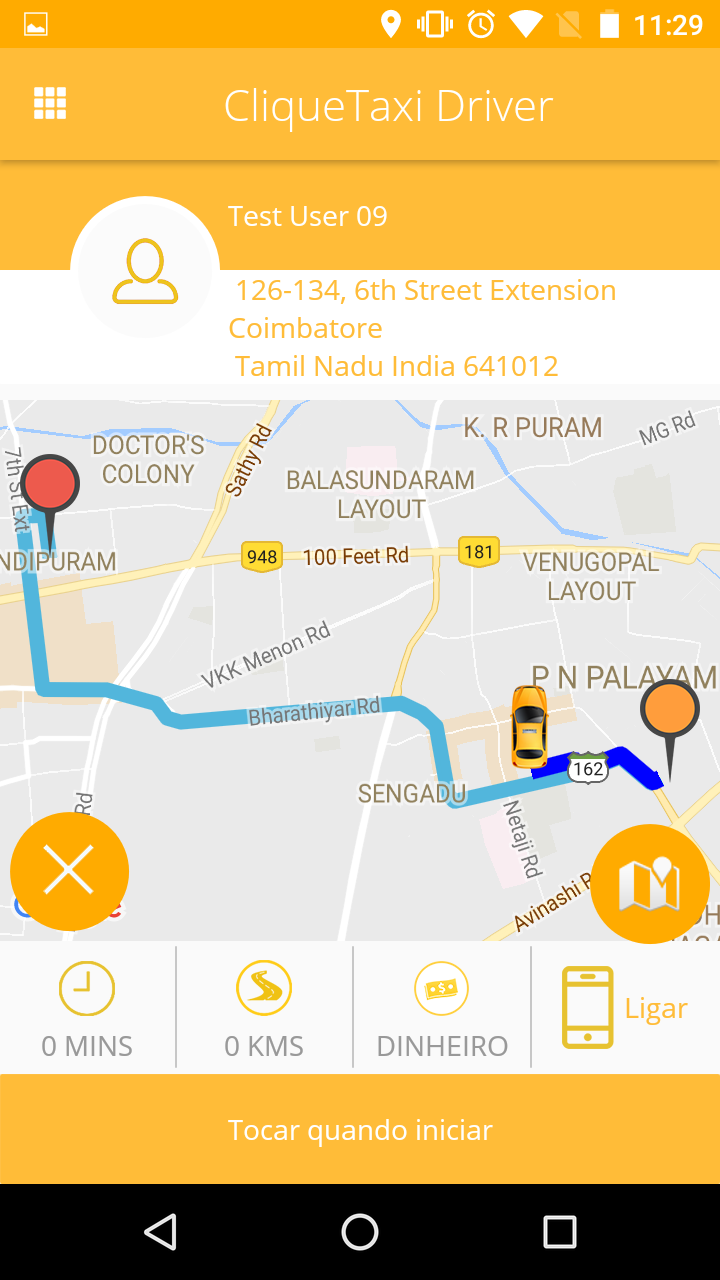 11:29
CliqueTaxi Driver
Test User 09
126-134, 6th Street Extension
Coimbatore
Tamil Nadu India 641012
K. R PURAM
MG Rd
DOCTOR'S
COLONY
7th St Ext
Sathy Rd
BALASUNDARAM
LAYOUT
948
100 Feet Rd
181
NDIPURAM
VENUGOPAL
LAYOUT
VKK Menon Rd
P N PALAYAM
Bharathiyar Rd
162
SENGADU
Rd
Netaji Rd
Avinashi R
0 MINS
0 KMS
DINHEIRO
Ligar
Tocar quando iniciar